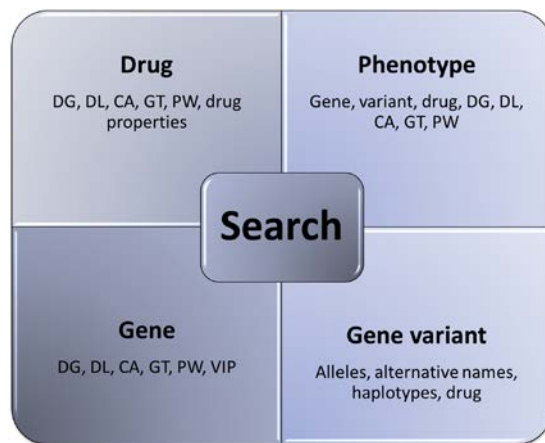 Drug
DG, DL, CA, GT, PW, drug
properties
Phenotype
Gene, variant, drug, DG, DL,
CA, GT, PW
Search
Gene
DG, DL, CA, GT, PW, VIP
Gene variant
Alleles, alternative names,
haplotypes, drug